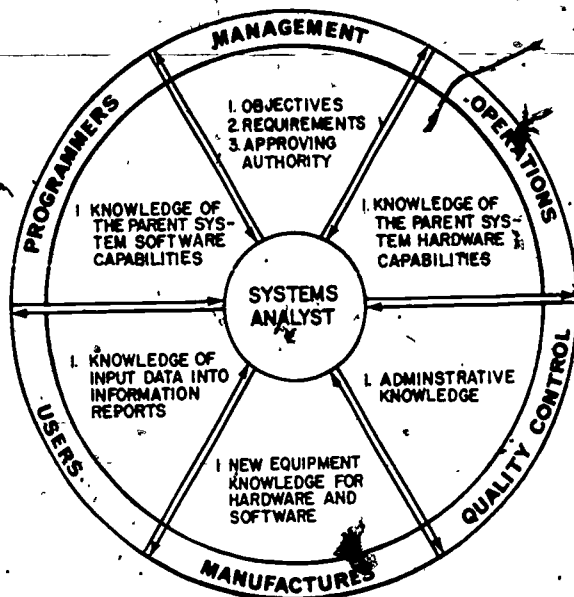 MANAGEMENT
1. OBJECTIVES
2. REQUIREMENTS
3. APPROVING
AUTHORITY
OPERATIONS
1. KNOWLEDGE OF
THE PARENT SYS-
TEM HARDWARE
CAPABILITIES
QUALITY CONTROL
1. ADMINSTRATIVE
KNOWLEDGE
MANUFACTURES
1 NEW EQUIPMENT
KNOWLEDGE FOR
HARDWARE AND
SOFTWARE
USERS
1. KNOWLEDGE OF
INPUT DATA INTO
INFORMATION
REPORTS
PROGRAMMERS
1 KNOWLEDGE OF
THE PARENT SYS-
TEM SOFTWARE
CAPABILITIES
SYSTEMS
ANALYST